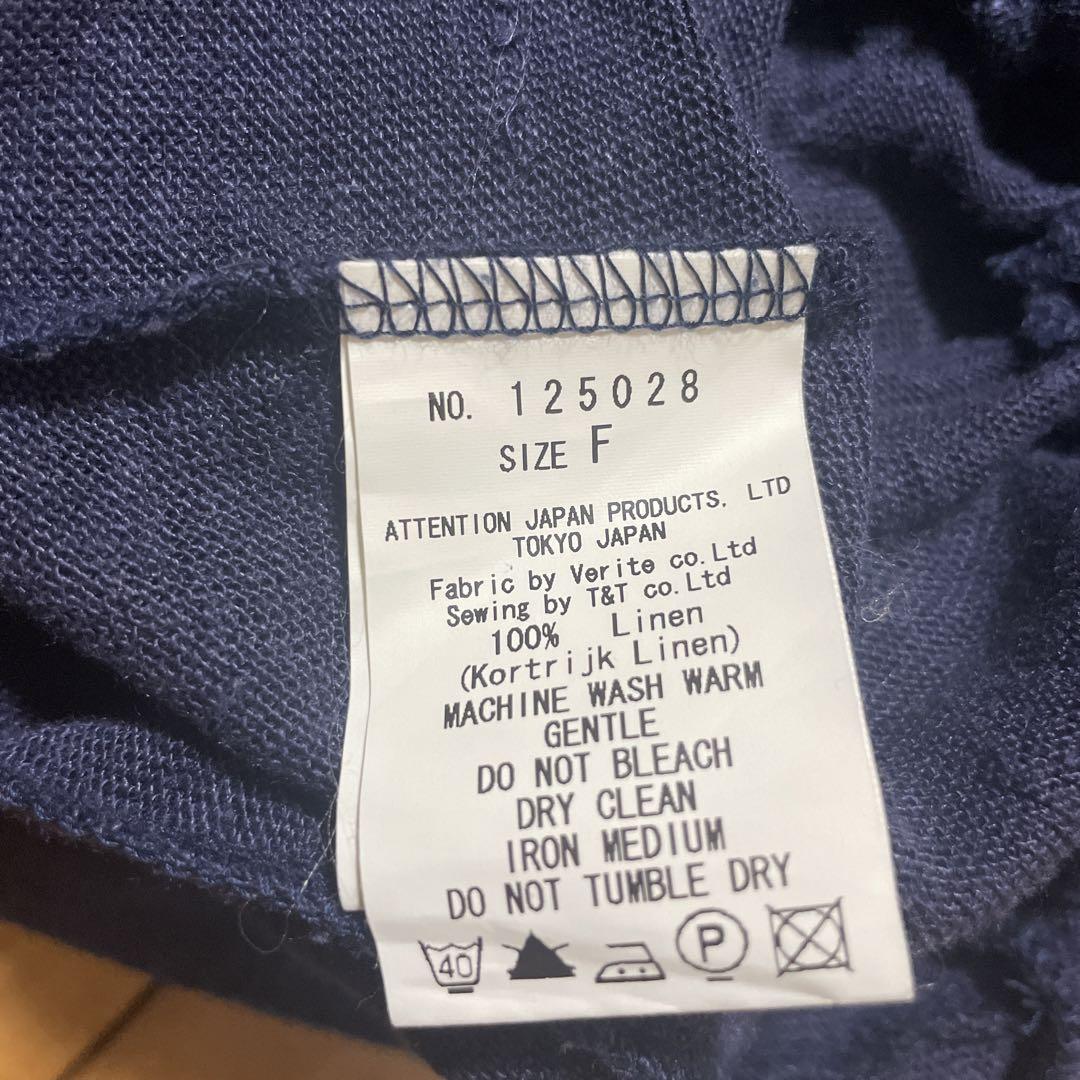 NO. 125028
SIZE F
ATTENTION JAPAN PRODUCTS. LTD
TOKYO JAPAN
Fabric by Verite co.Ltd
Sewing by T&T co.Ltd
100% Linen
(Kortrijk Linen)
MACHINE WASH WARM
GENTLE
DO NOT BLEACH
DRY CLEAN
IRON MEDIUM
DO NOT TUMBLE DRY
40 P